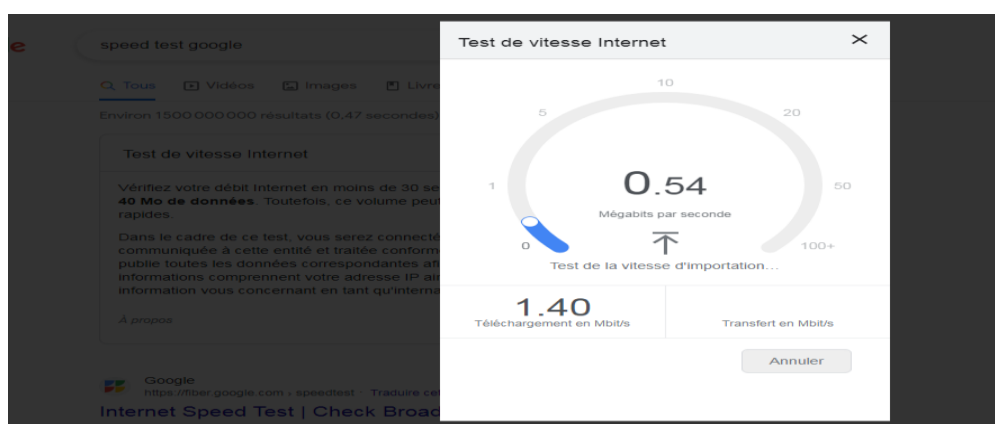 e
speed test google
Tous
Vidéos
Images
Livre
Environ 1 500 000 000 résultats (0,47 secondes)
Test de vitesse Internet
Vérifiez votre débit Internet en moins de 30 se
40 Mo de données. Toutefois, ce volume peut
rapides.
Dans le cadre de ce test, vous serez connecté
communiquée à cette entité et traitée conform
publie toutes les données correspondantes afi
informations comprennent votre adresse IP ain
information vous concernant en tant qu'interna
À propos
Google
https://fiber.google.com › speedtest · Traduire cet
Internet Speed Test | Check Broad
Test de vitesse Internet
0
1
5
10
20
50
100+
0.54
Mégabits par seconde
Test de la vitesse d'importation...
1.40
Téléchargement en Mbit/s
Transfert en Mbit/s
Annuler